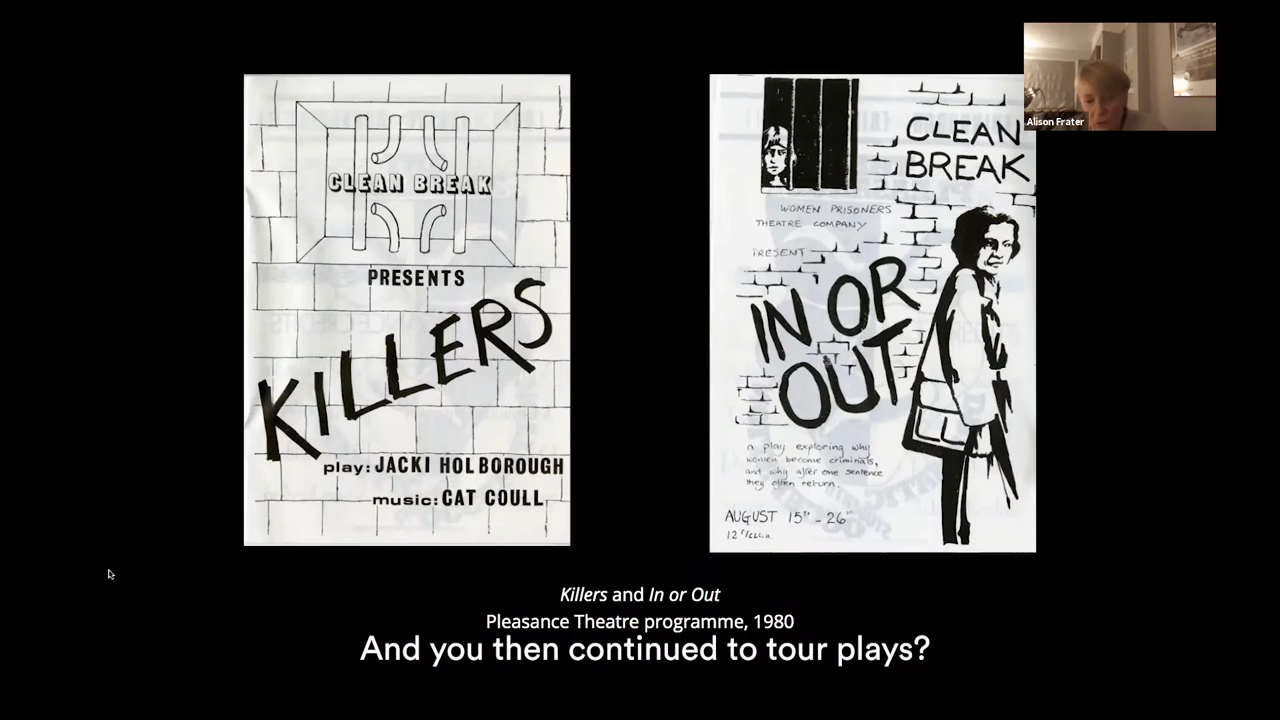 CLEAN BREAK
PRESENTS
KILLERS
play: JACKI HOLBOROUGH
music: CAT COULL
CLEAN
BREAK
WOMEN PRISONERS
THEATRE COMPANY
PRESENT
IN OR
OUT
a play exploring why
women become criminals,
and why after one sentence
they often return.
AUGUST 15TH - 26TH
Alison Frater
Killers and In or Out
Pleasance Theatre programme, 1980
And you then continued to tour plays?